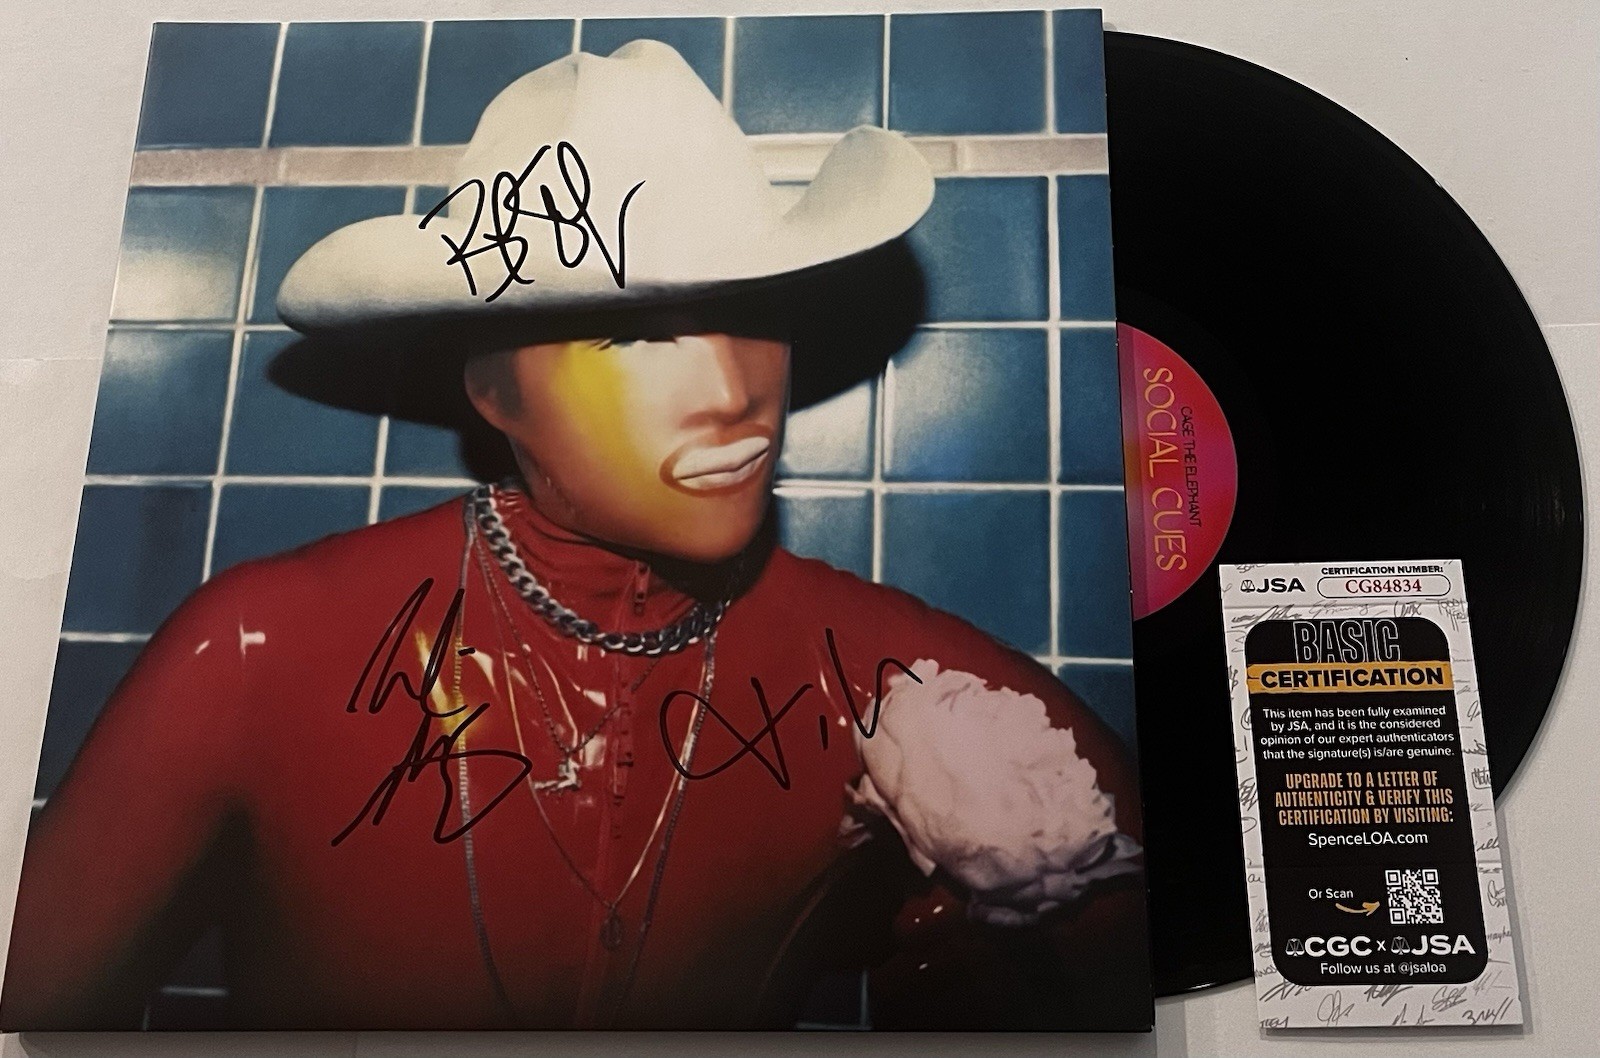 CAGE THE ELEPHANT
SOCIAL CUES
JSA
CERTIFICATION NUMBER:
CG84834
BASIC
CERTIFICATION
This item has been fully examined
by JSA, and it is the considered
opinion of our expert authenticators
that the signature(s) is/are genuine.
UPGRADE TO A LETTER OF
AUTHENTICITY & VERIFY THIS
CERTIFICATION BY VISITING:
SpenceLOA.com
Or Scan
CGC x JSA
Follow us at @jsaloa